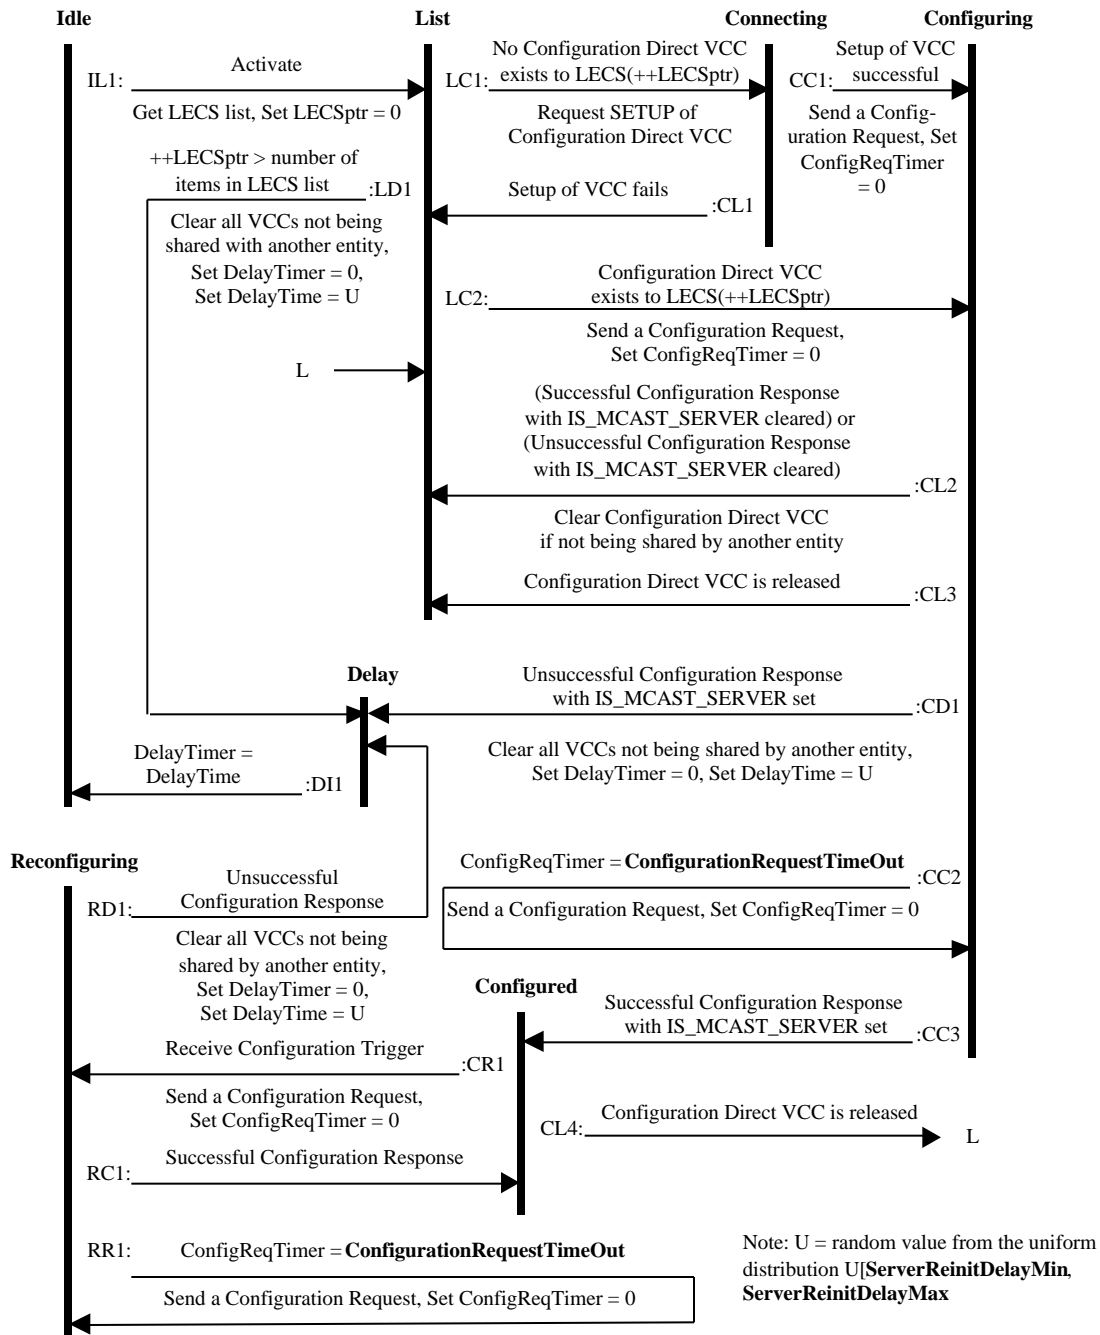 Idle
List
Connecting
Configuring
IL1:
Activate
Get LECS list, Set LECSptr = 0
LC1:
No Configuration Direct VCC
exists to LECS(++LECSptr)
Request SETUP of
Configuration Direct VCC
CC1:
Setup of VCC
successful
Send a Config-
uration Request, Set
ConfigReqTimer
= 0
++LECSptr > number of
items in LECS list
:LD1
Clear all VCCs not being
shared with another entity,
Set DelayTimer = 0,
Set DelayTime = U
Setup of VCC fails
:CL1
LC2:
Configuration Direct VCC
exists to LECS(++LECSptr)
Send a Configuration Request,
Set ConfigReqTimer = 0
L
(Successful Configuration Response
with IS_MCAST_SERVER cleared) or
(Unsuccessful Configuration Response
with IS_MCAST_SERVER cleared)
:CL2
Clear Configuration Direct VCC
if not being shared by another entity
Configuration Direct VCC is released
:CL3
Delay
Unsuccessful Configuration Response
with IS_MCAST_SERVER set
:CD1
Clear all VCCs not being shared by another entity,
Set DelayTimer = 0, Set DelayTime = U
DelayTimer =
DelayTime
:DI1
Reconfiguring
RD1:
Unsuccessful
Configuration Response
Clear all VCCs not being
shared by another entity,
Set DelayTimer = 0,
Set DelayTime = U
ConfigReqTimer = ConfigurationRequestTimeOut
:CC2
Send a Configuration Request, Set ConfigReqTimer = 0
Configured
Successful Configuration Response
with IS_MCAST_SERVER set
:CC3
Receive Configuration Trigger
:CR1
Send a Configuration Request,
Set ConfigReqTimer = 0
CL4:
Configuration Direct VCC is released
L
RC1:
Successful Configuration Response
RR1:
ConfigReqTimer = ConfigurationRequestTimeOut
Send a Configuration Request, Set ConfigReqTimer = 0
Note: U = random value from the uniform
distribution U[ServerReinitDelayMin,
ServerReinitDelayMax